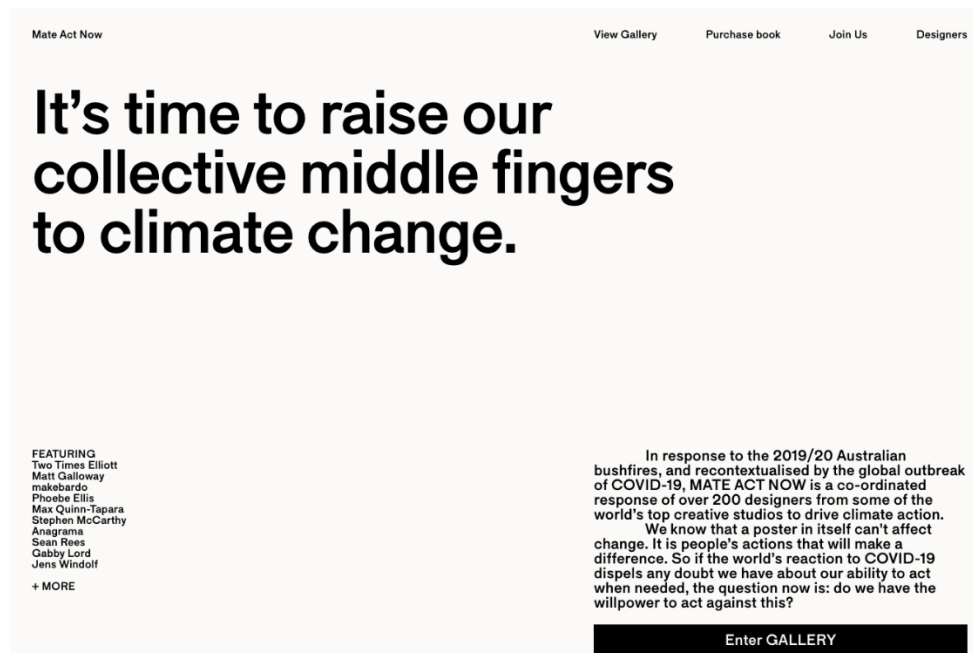 Mate Act Now
View Gallery
Purchase book
Join Us
Designers
It’s time to raise our
collective middle fingers
to climate change.
FEATURING
Two Times Elliott
Matt Galloway
makebardo
Phoebe Ellis
Max Quinn-Tapara
Stephen McCarthy
Anagrama
Sean Rees
Gabby Lord
Jens Windolf
+ MORE
In response to the 2019/20 Australian
bushfires, and recontextualised by the global outbreak
of COVID-19, MATE ACT NOW is a co-ordinated
response of over 200 designers from some of the
world’s top creative studios to drive climate action.
We know that a poster in itself can't affect
change. It is people’s actions that will make a
difference. So if the world’s reaction to COVID-19
dispels any doubt we have about our ability to act
when needed, the question now is: do we have the
willpower to act against this?
Enter GALLERY